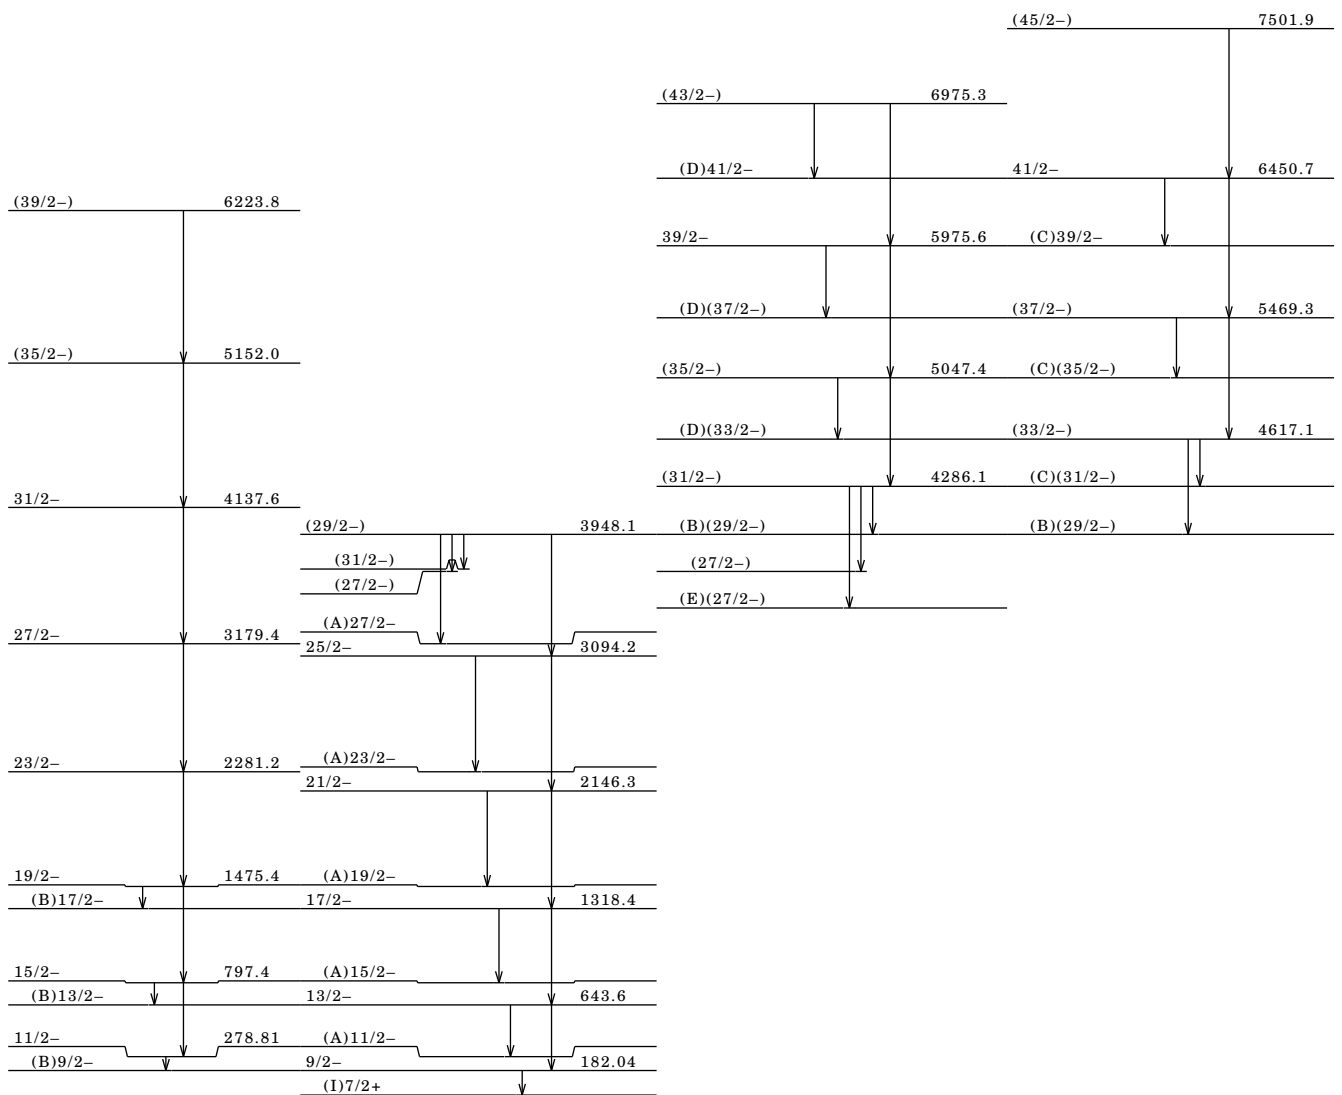 (45/2−) 7501.9
(43/2−) 6975.3
(D)41/2− 41/2− 6450.7
(39/2−) 6223.8
39/2− 5975.6 (C)39/2−
(D)(37/2−) (37/2−) 5469.3
(35/2−) 5152.0
(35/2−) 5047.4 (C)(35/2−)
(D)(33/2−) (33/2−) 4617.1
(31/2−) 4286.1 (C)(31/2−)
31/2− 4137.6
(29/2−) 3948.1 (B)(29/2−) (B)(29/2−)
(31/2−)
(27/2−)
(27/2−)
(E)(27/2−)
(A)27/2−
27/2− 3179.4
25/2− 3094.2
(A)23/2−
23/2− 2281.2
21/2− 2146.3
19/2− 1475.4 (A)19/2−
(B)17/2− 17/2− 1318.4
15/2− 797.4 (A)15/2−
(B)13/2− 13/2− 643.6
11/2− 278.81 (A)11/2−
(B)9/2− 9/2− 182.04
(I)7/2+